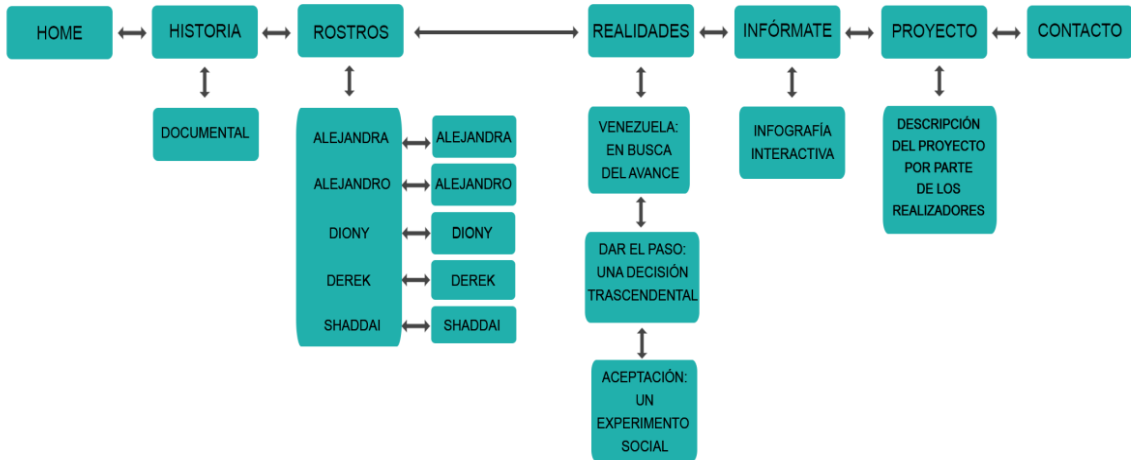 HOME
HISTORIA
ROSTROS
REALIDADES
INFÓRMATE
PROYECTO
CONTACTO
DOCUMENTAL
ALEJANDRA
ALEJANDRO
DIONY
DEREK
SHADDAI
ALEJANDRA
ALEJANDRO
DIONY
DEREK
SHADDAI
VENEZUELA:
EN BUSCA
DEL AVANCE
DAR EL PASO:
UNA DECISIÓN
TRASCENDENTAL
ACEPTACIÓN:
UN
EXPERIMENTO
SOCIAL
INFOGRAFÍA
INTERACTIVA
DESCRIPCIÓN
DEL PROYECTO
POR PARTE
DE LOS
REALIZADORES